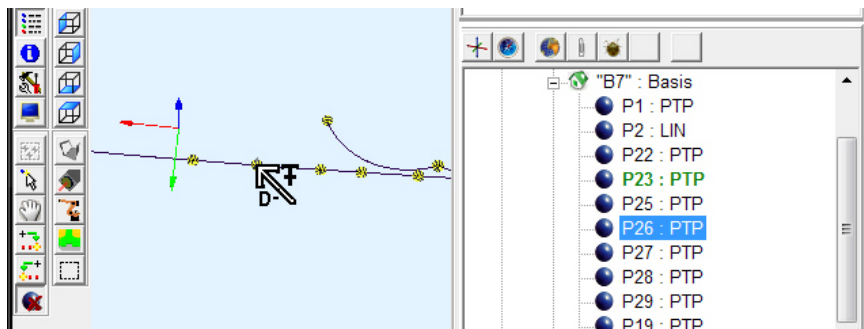 "B7" : Basis
P1 : PTP
P2 : LIN
P22 : PTP
P23 : PTP
P25 : PTP
P26 : PTP
P27 : PTP
P28 : PTP
P29 : PTP
P19 : PTP
D-